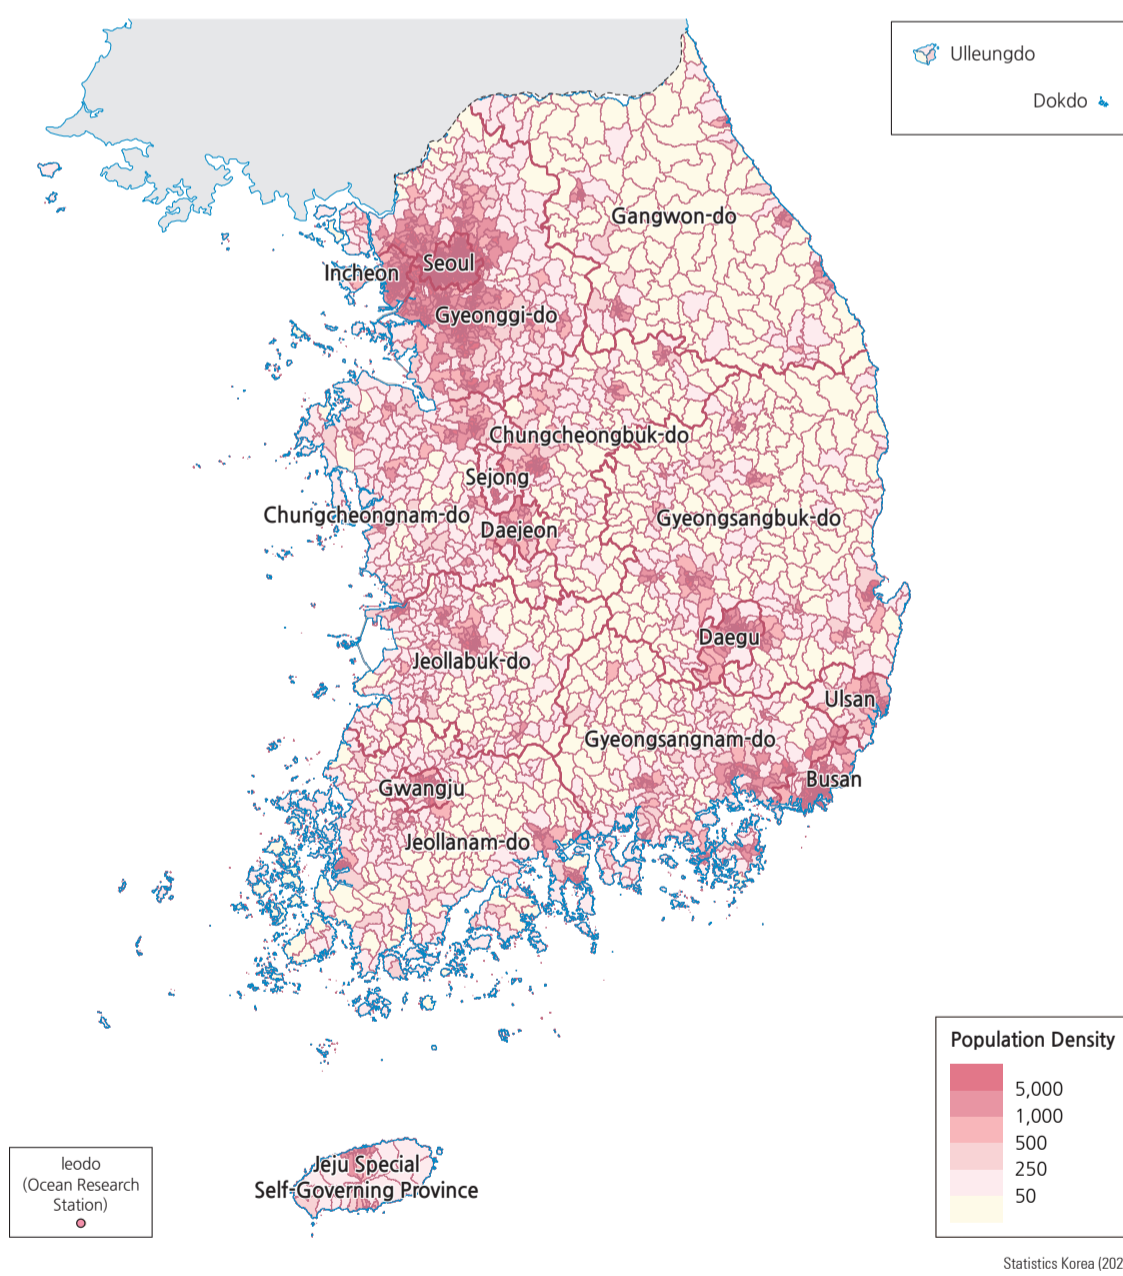 Ulleungdo
Dokdo
Gangwon-do
Incheon
Seoul
Gyeonggi-do
Chungcheongbuk-do
Sejong
Chungcheongnam-do
Daejeon
Gyeongsangbuk-do
Daegu
Jeollabuk-do
Ulsan
Gyeongsangnam-do
Busan
Gwangju
Jeollanam-do
Jeju Special
Self-Governing Province
Ieodo
(Ocean Research
Station)
Population Density
5,000
1,000
500
250
50
Statistics Korea (202